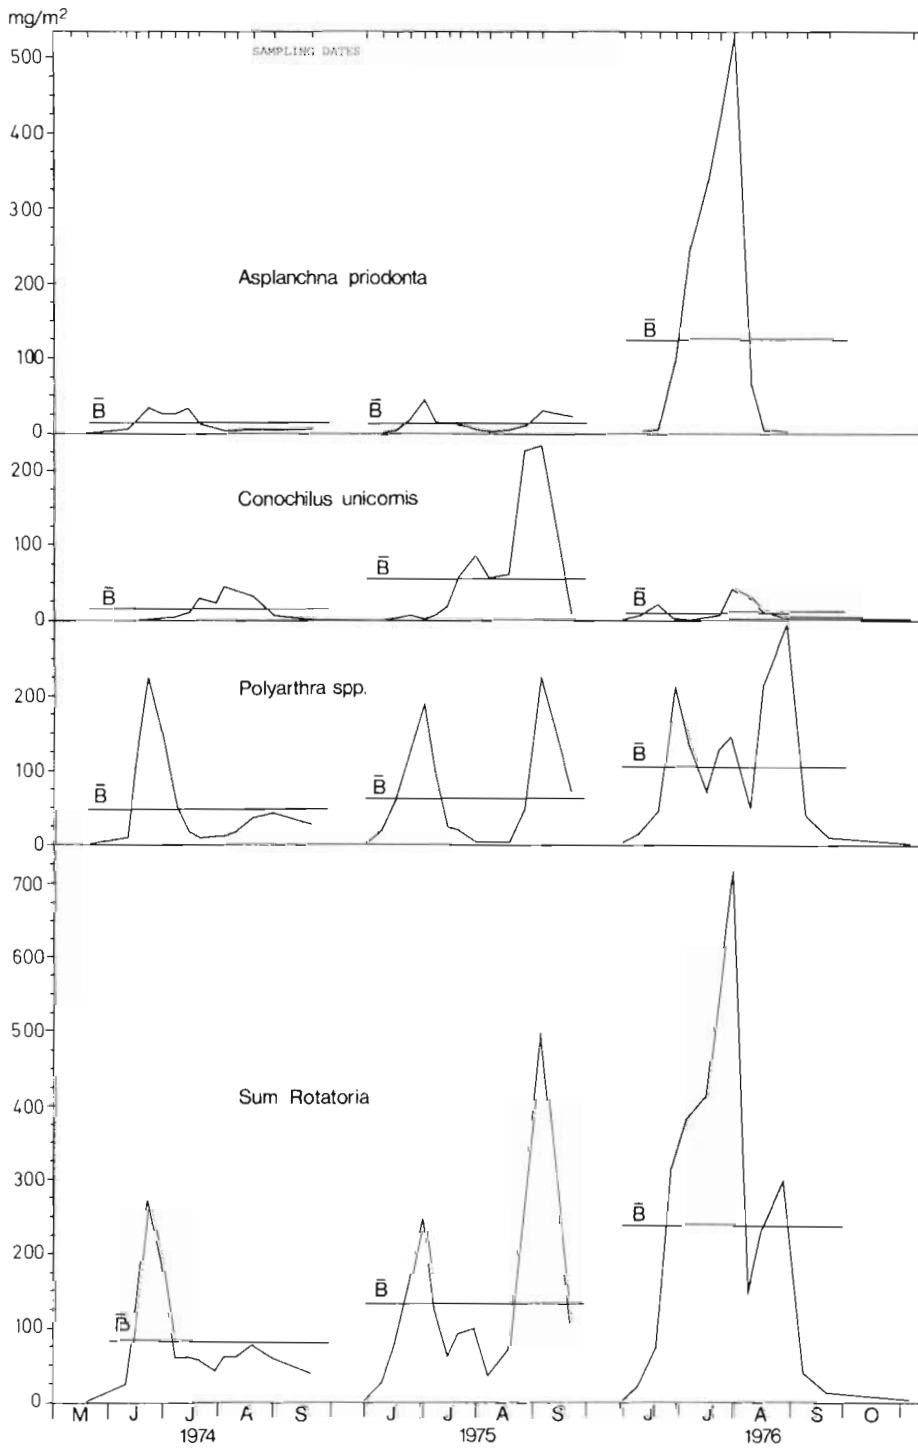 mg/m²
SAMPLING DATES
500
400
300
200
100
0
Asplanchna priodonta
B̄
B̄
B̄
200
100
0
Conochilus unicornis
B̄
B̄
B̄
200
100
0
Polyarthra spp.
B̄
B̄
B̄
700
600
500
400
300
200
100
0
Sum Rotatoria
B̄
B̄
B̄
M J J A S J J A S J J A S O
1974 1975 1976